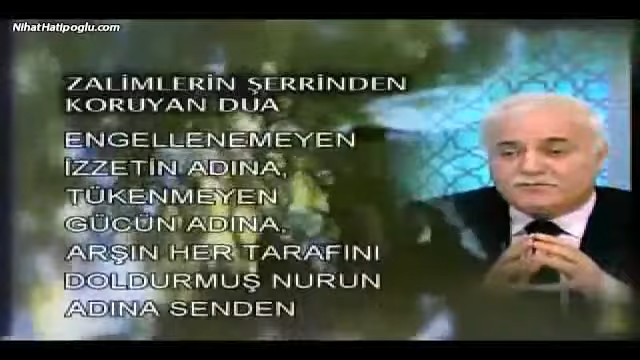 NihatHatipoglu.com
ZALİMLERİN ŞERRİNDEN
KORUYAN DUA
ENGELLENEMEYEN
İZZETİN ADINA,
TÜKENMEYEN
GÜCÜN ADINA,
ARŞIN HER TARAFINI
DOLDURMUŞ NURUN
ADINA SENDEN